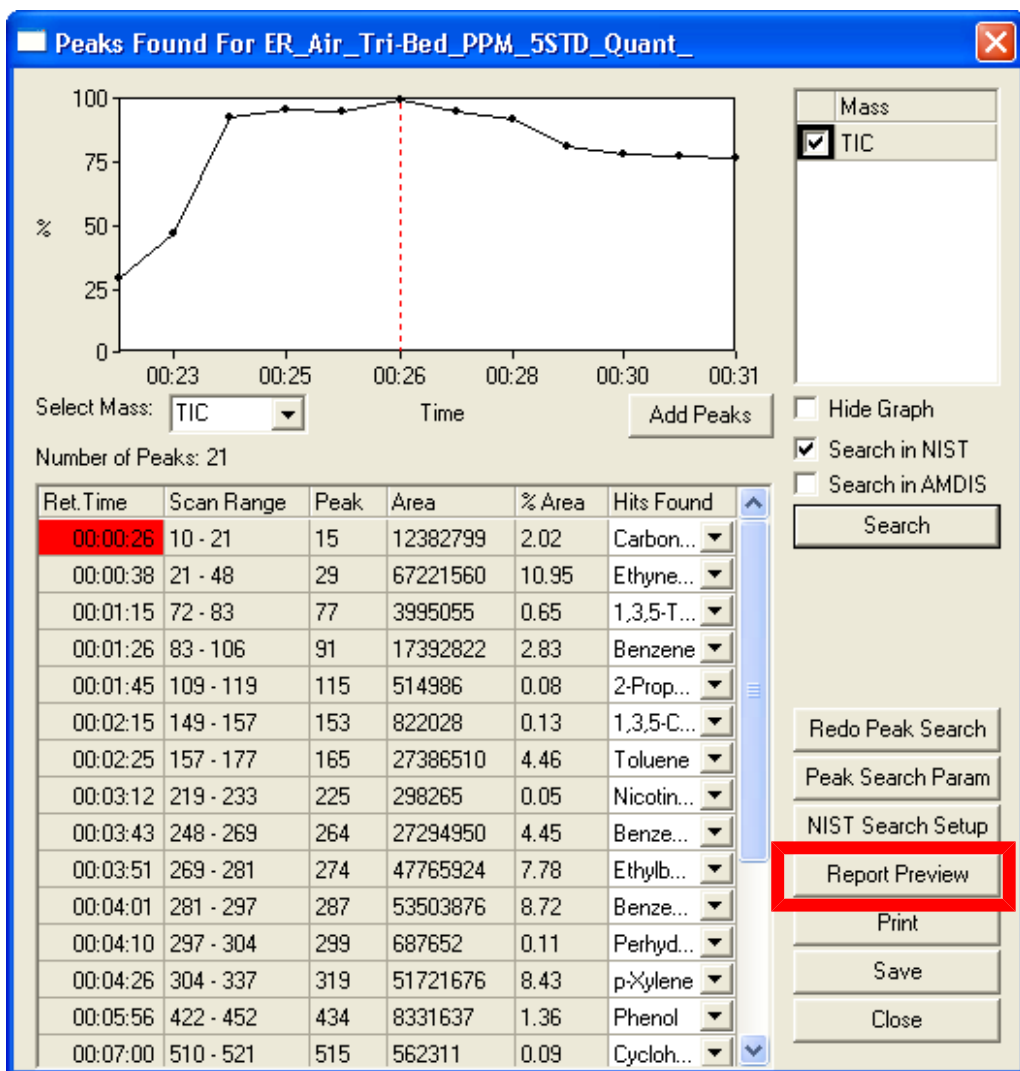 Peaks Found For ER_Air_Tri-Bed_PPM_5STD_Quant_
100
75
%
50
25
0
00:23 00:25 00:26 00:28 00:30 00:31
Time
Mass
TIC
Select Mass: TIC
Add Peaks
Hide Graph
Search in NIST
Search in AMDIS
Search
Number of Peaks: 21
Ret.Time Scan Range Peak Area % Area Hits Found
00:00:26 10 - 21 15 12382799 2.02 Carbon...
00:00:38 21 - 48 29 67221560 10.95 Ethyne...
00:01:15 72 - 83 77 3995055 0.65 1,3,5-T...
00:01:26 83 - 106 91 17392822 2.83 Benzene
00:01:45 109 - 119 115 514986 0.08 2-Prop...
00:02:15 149 - 157 153 822028 0.13 1,3,5-C...
00:02:25 157 - 177 165 27386510 4.46 Toluene
00:03:12 219 - 233 225 298265 0.05 Nicotin...
00:03:43 248 - 269 264 27294950 4.45 Benze...
00:03:51 269 - 281 274 47765924 7.78 Ethylb...
00:04:01 281 - 297 287 53503876 8.72 Benze...
00:04:10 297 - 304 299 687652 0.11 Perhyd...
00:04:26 304 - 337 319 51721676 8.43 p-Xylene
00:05:56 422 - 452 434 8331637 1.36 Phenol
00:07:00 510 - 521 515 562311 0.09 Cycloh...
Redo Peak Search
Peak Search Param
NIST Search Setup
Report Preview
Print
Save
Close